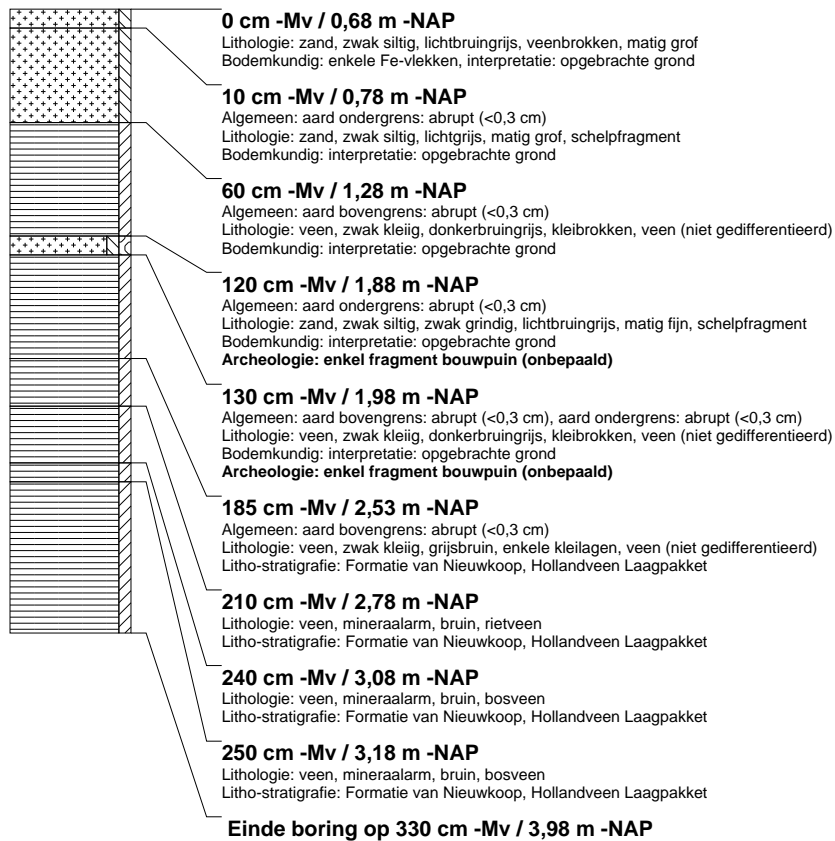 0 cm -Mv / 0,68 m -NAP
Lithologie: zand, zwak siltig, lichtbruingrijs, veenbrokken, matig grof
Bodemkundig: enkele Fe-vlekken, interpretatie: opgebrachte grond
10 cm -Mv / 0,78 m -NAP
Algemeen: aard ondergrens: abrupt (<0,3 cm)
Lithologie: zand, zwak siltig, lichtgrijs, matig grof, schelpfragment
Bodemkundig: interpretatie: opgebrachte grond
60 cm -Mv / 1,28 m -NAP
Algemeen: aard bovengrens: abrupt (<0,3 cm)
Lithologie: veen, zwak kleiig, donkerbruingrijs, kleibrokken, veen (niet gedifferentieerd)
Bodemkundig: interpretatie: opgebrachte grond
120 cm -Mv / 1,88 m -NAP
Algemeen: aard ondergrens: abrupt (<0,3 cm)
Lithologie: zand, zwak siltig, zwak grindig, lichtbruingrijs, matig fijn, schelpfragment
Bodemkundig: interpretatie: opgebrachte grond
Archeologie: enkel fragment bouwpuin (onbepaald)
130 cm -Mv / 1,98 m -NAP
Algemeen: aard bovengrens: abrupt (<0,3 cm), aard ondergrens: abrupt (<0,3 cm)
Lithologie: veen, zwak kleiig, donkerbruingrijs, kleibrokken, veen (niet gedifferentieerd)
Bodemkundig: interpretatie: opgebrachte grond
Archeologie: enkel fragment bouwpuin (onbepaald)
185 cm -Mv / 2,53 m -NAP
Algemeen: aard bovengrens: abrupt (<0,3 cm)
Lithologie: veen, zwak kleiig, grijsbruin, enkele kleilagen, veen (niet gedifferentieerd)
Litho-stratigrafie: Formatie van Nieuwkoop, Hollandveen Laagpakket
210 cm -Mv / 2,78 m -NAP
Lithologie: veen, mineraalarm, bruin, rietveen
Litho-stratigrafie: Formatie van Nieuwkoop, Hollandveen Laagpakket
240 cm -Mv / 3,08 m -NAP
Lithologie: veen, mineraalarm, bruin, bosveen
Litho-stratigrafie: Formatie van Nieuwkoop, Hollandveen Laagpakket
250 cm -Mv / 3,18 m -NAP
Lithologie: veen, mineraalarm, bruin, bosveen
Litho-stratigrafie: Formatie van Nieuwkoop, Hollandveen Laagpakket
Einde boring op 330 cm -Mv / 3,98 m -NAP